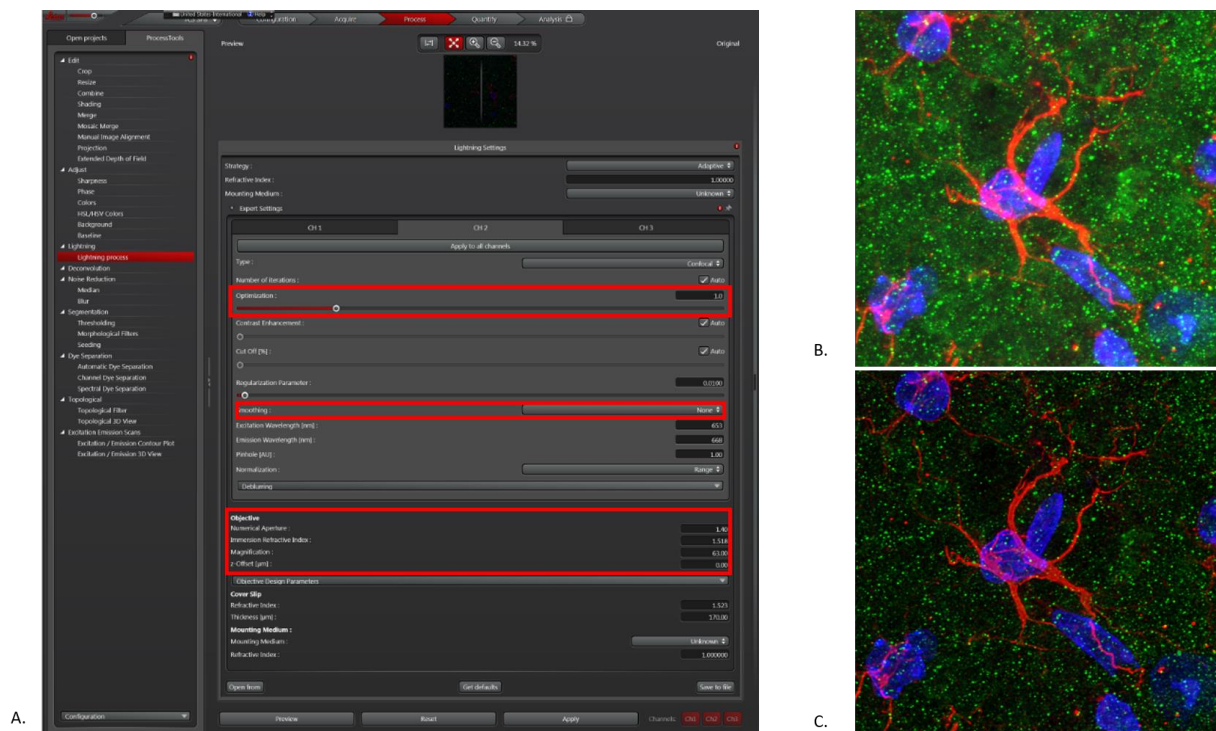 United States International Help
Configuration Acquire Process Quantify Analysis
Open projects ProcessTools
Preview 14.32 % Original
Edit
Crop
Resize
Combine
Shading
Merge
Mosaic Merge
Manual Image Alignment
Projection
Extended Depth of Field
Adjust
Sharpness
Phase
Colors
HSL/HSV Colors
Background
Baseline
Lightning
Lightning process
Deconvolution
Noise Reduction
Median
Blur
Segmentation
Thresholding
Morphological Filters
Seeding
Dye Separation
Automatic Dye Separation
Channel Dye Separation
Spectral Dye Separation
Topological
Topological Filter
Topological 3D View
Excitation Emission Scans
Excitation / Emission Contour Plot
Excitation / Emission 3D View
Configuration
Lightning Settings
Strategy : Adaptive
Refractive Index : 1.00000
Mounting Medium : Unknown
Expert Settings
CH 1 CH 2 CH 3
Apply to all channels
Type : Confocal
Number of Iterations : Auto
Optimization : 1.0
Contrast Enhancement : Auto
Cut Off [%] : Auto
Regularization Parameter : 0.0100
Smoothing : None
Excitation Wavelength [nm] : 653
Emission Wavelength [nm] : 668
Pinhole [AU] : 1.00
Normalization : Range
Deblurring
Objective
Numerical Aperture : 1.40
Immersion Refractive Index : 1.518
Magnification : 63.00
z-Offset [µm] : 0.00
Objective Design Parameters
Cover Slip
Refractive Index : 1.523
Thickness [µm] : 170.00
Mounting Medium :
Mounting Medium : Unknown
Refractive Index : 1.000000
Open from Get defaults Save to file
Preview Reset Apply Channels: Ch1 Ch2 Ch3
A.
B.
C.